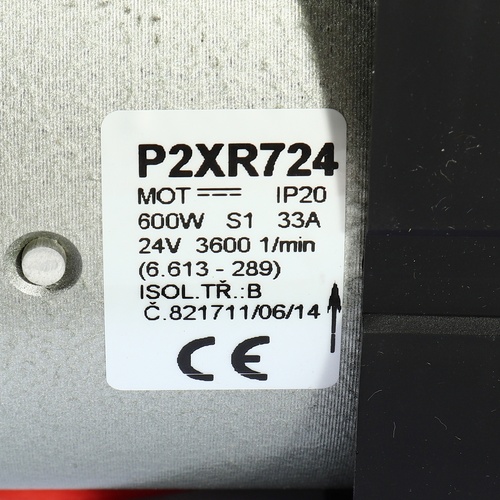 P2XR724
MOT ⎓ IP20
600W S1 33A
24V 3600 1/min
(6.613 - 289)
ISOL.TŘ.:B
Č.821711/06/14
CE